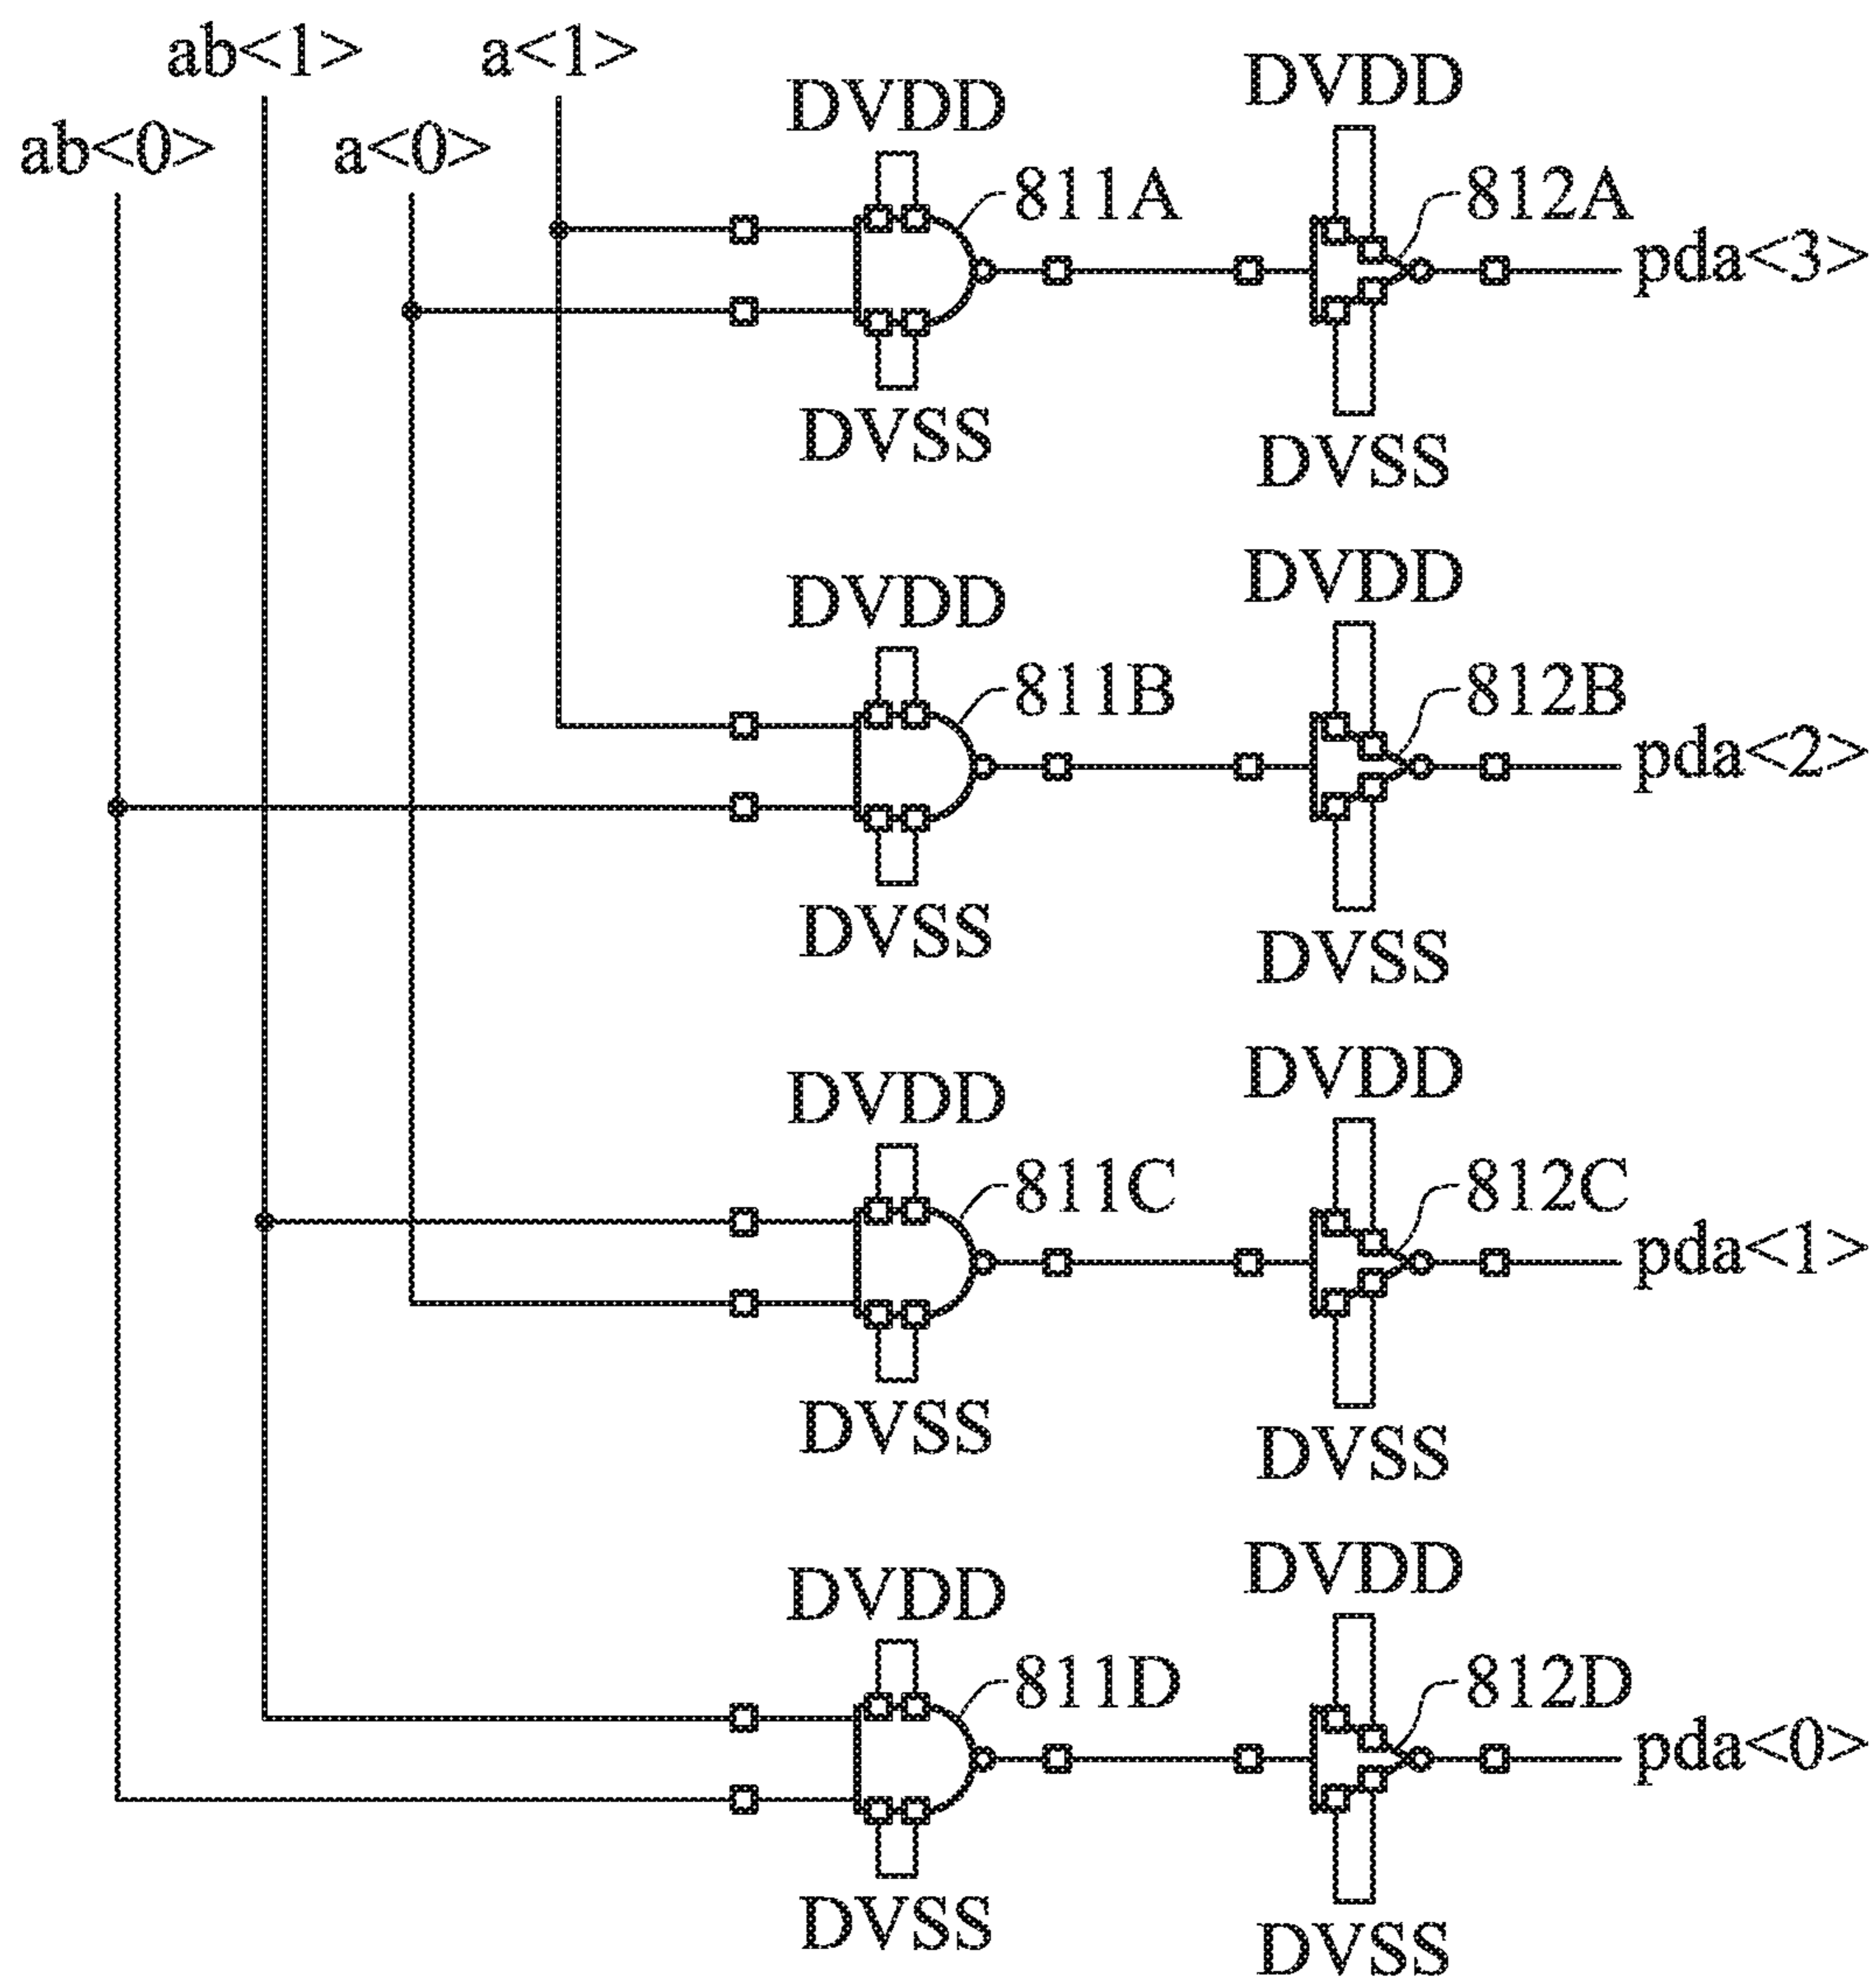 ab<1>
a<1>
ab<0>
a<0>
DVDD
DVDD
811A
812A
pda<3>
DVSS
DVSS
DVDD
DVDD
811B
812B
pda<2>
DVSS
DVSS
DVDD
DVDD
811C
812C
pda<1>
DVSS
DVSS
DVDD
DVDD
811D
812D
pda<0>
DVSS
DVSS